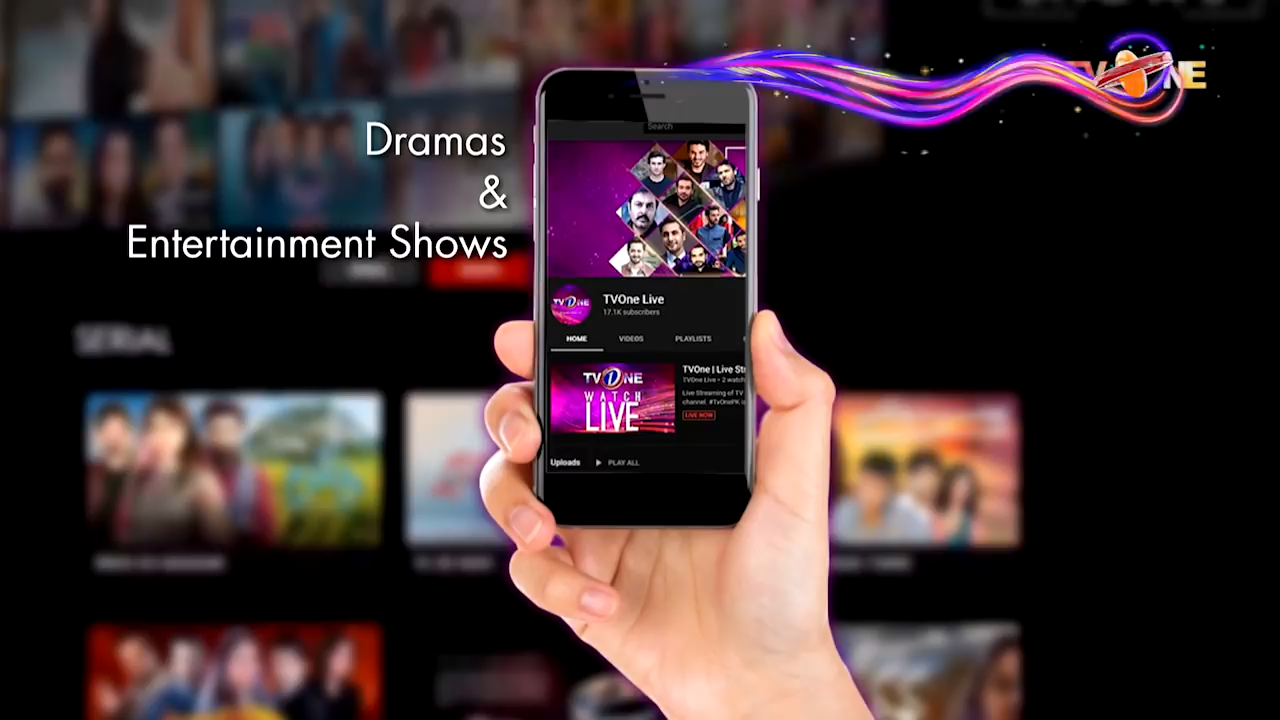 TVONE
Dramas
&
Entertainment Shows
Search
TVONE
TVOne Live
17.1K subscribers
HOME VIDEOS PLAYLISTS
TVONE
WATCH
LIVE
TVOne | Live St
TVOne Live • 2 watch
Live Streaming of TV
channel. #TvOnePK
LIVE NOW
Uploads PLAY ALL
SERIAL